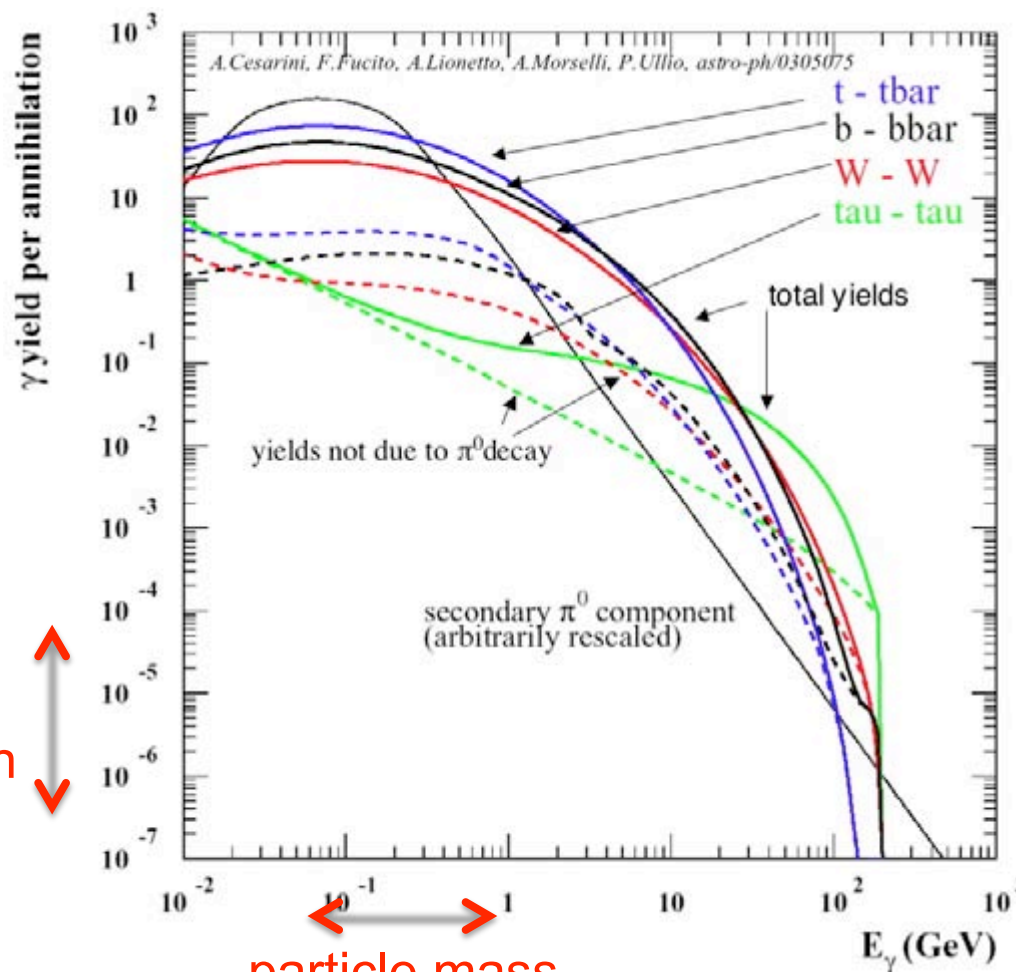 A.Cesarini, F.Fucito, A.Lionetto, A.Morselli, P.Ullio, astro-ph/0305075
t - tbar
b - bbar
W - W
tau - tau
total yields
yields not due to π⁰decay
secondary π⁰ component
(arbitrarily rescaled)
γ yield per annihilation
10³
10²
10
1
10⁻¹
10⁻²
10⁻³
10⁻⁴
10⁻⁵
10⁻⁶
10⁻⁷
10⁻² 10⁻¹ 1 10 10²
E_γ (GeV)
particle mass